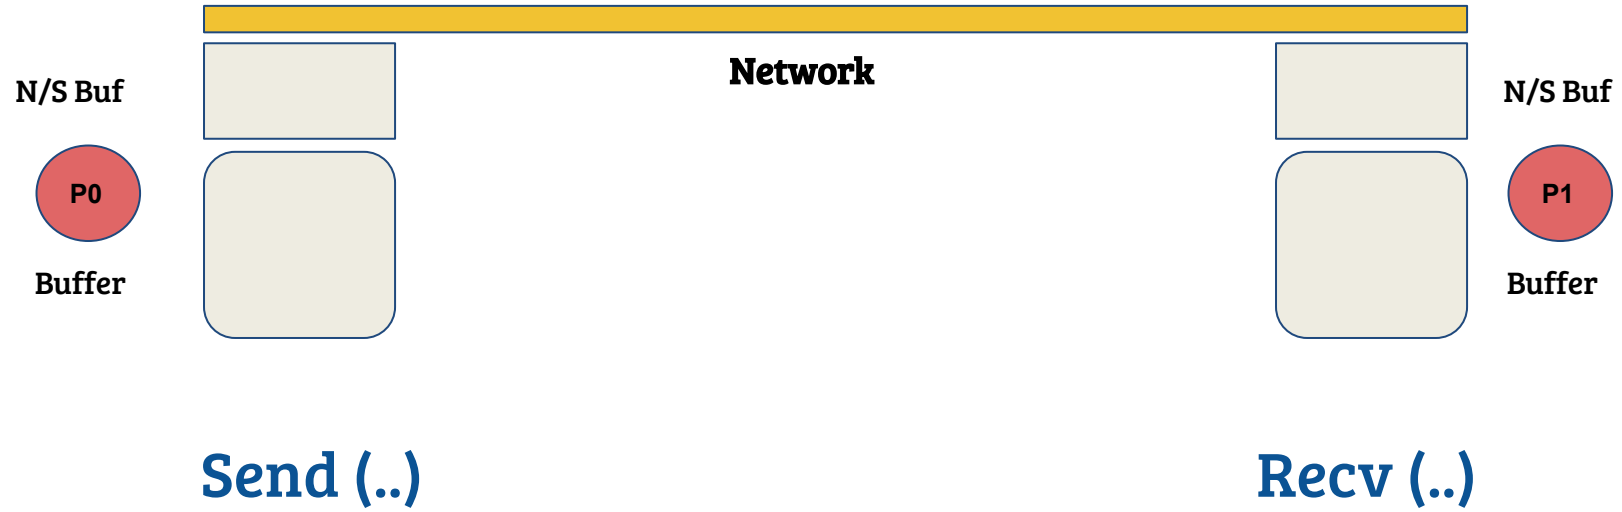 Network
N/S Buf
N/S Buf
P0
P1
Buffer
Buffer
Send (..)
Recv (..)